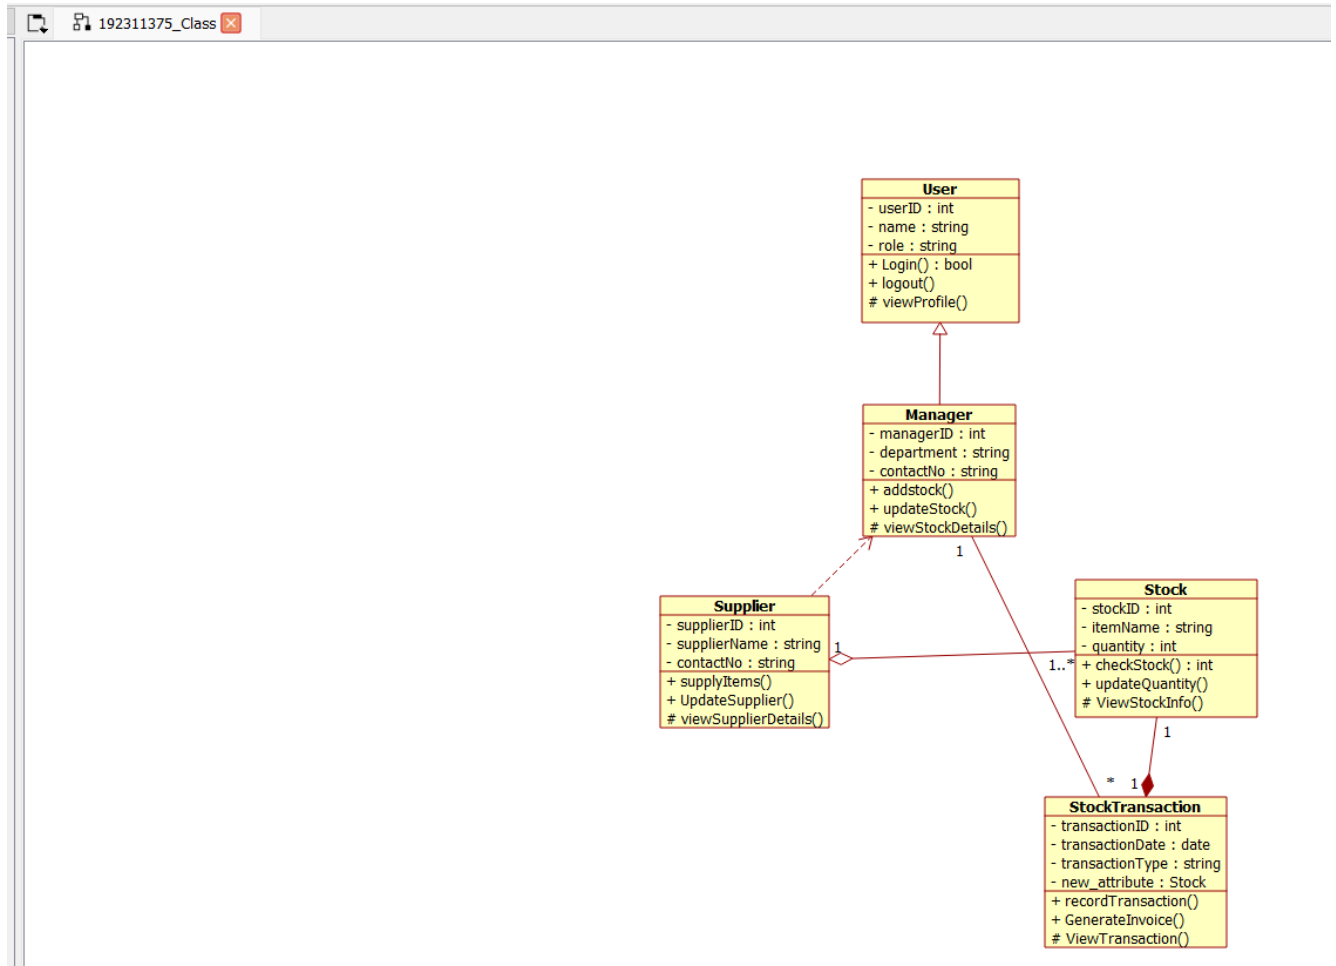 192311375_Class
User
- userID : int
- name : string
- role : string
+ Login() : bool
+ logout()
# viewProfile()
Manager
- managerID : int
- department : string
- contactNo : string
+ addstock()
+ updateStock()
# viewStockDetails()
1
Supplier
- supplierID : int
- supplierName : string
- contactNo : string
+ supplyItems()
+ UpdateSupplier()
# viewSupplierDetails()
1
1..*
Stock
- stockID : int
- itemName : string
- quantity : int
+ checkStock() : int
+ updateQuantity()
# ViewStockInfo()
1
* 1
StockTransaction
- transactionID : int
- transactionDate : date
- transactionType : string
- new_attribute : Stock
+ recordTransaction()
+ GenerateInvoice()
# ViewTransaction()